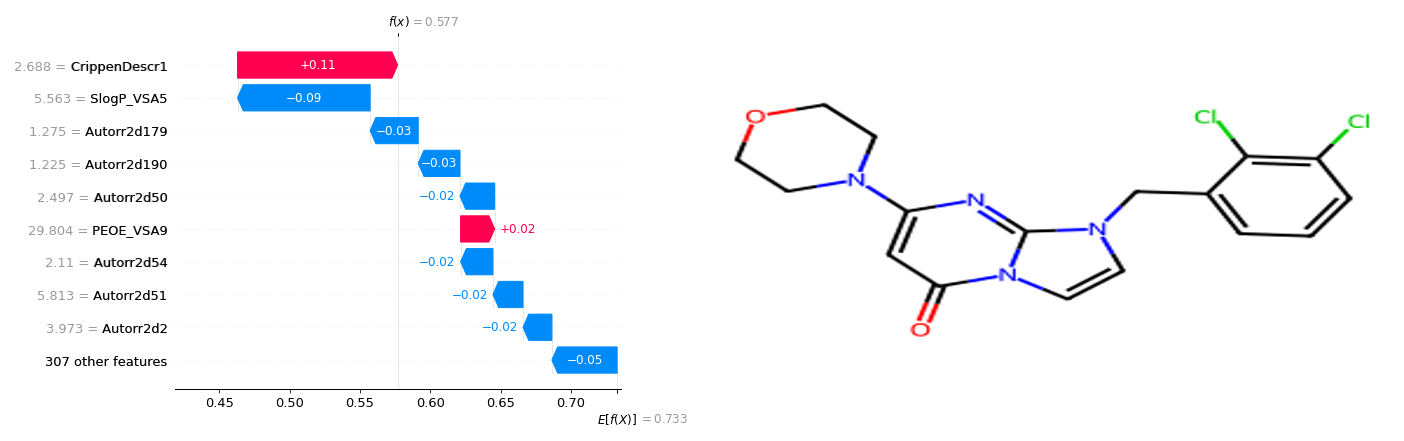 f(x) = 0.577
2.688 = CrippenDescr1
+0.11
5.563 = SlogP_VSA5
−0.09
1.275 = Autorr2d179
−0.03
1.225 = Autorr2d190
−0.03
2.497 = Autorr2d50
−0.02
29.804 = PEOE_VSA9
+0.02
2.11 = Autorr2d54
−0.02
5.813 = Autorr2d51
−0.02
3.973 = Autorr2d2
−0.02
307 other features
−0.05
0.45 0.50 0.55 0.60 0.65 0.70
E[f(X)] = 0.733
O
Cl
Cl
N
N
N
N
O